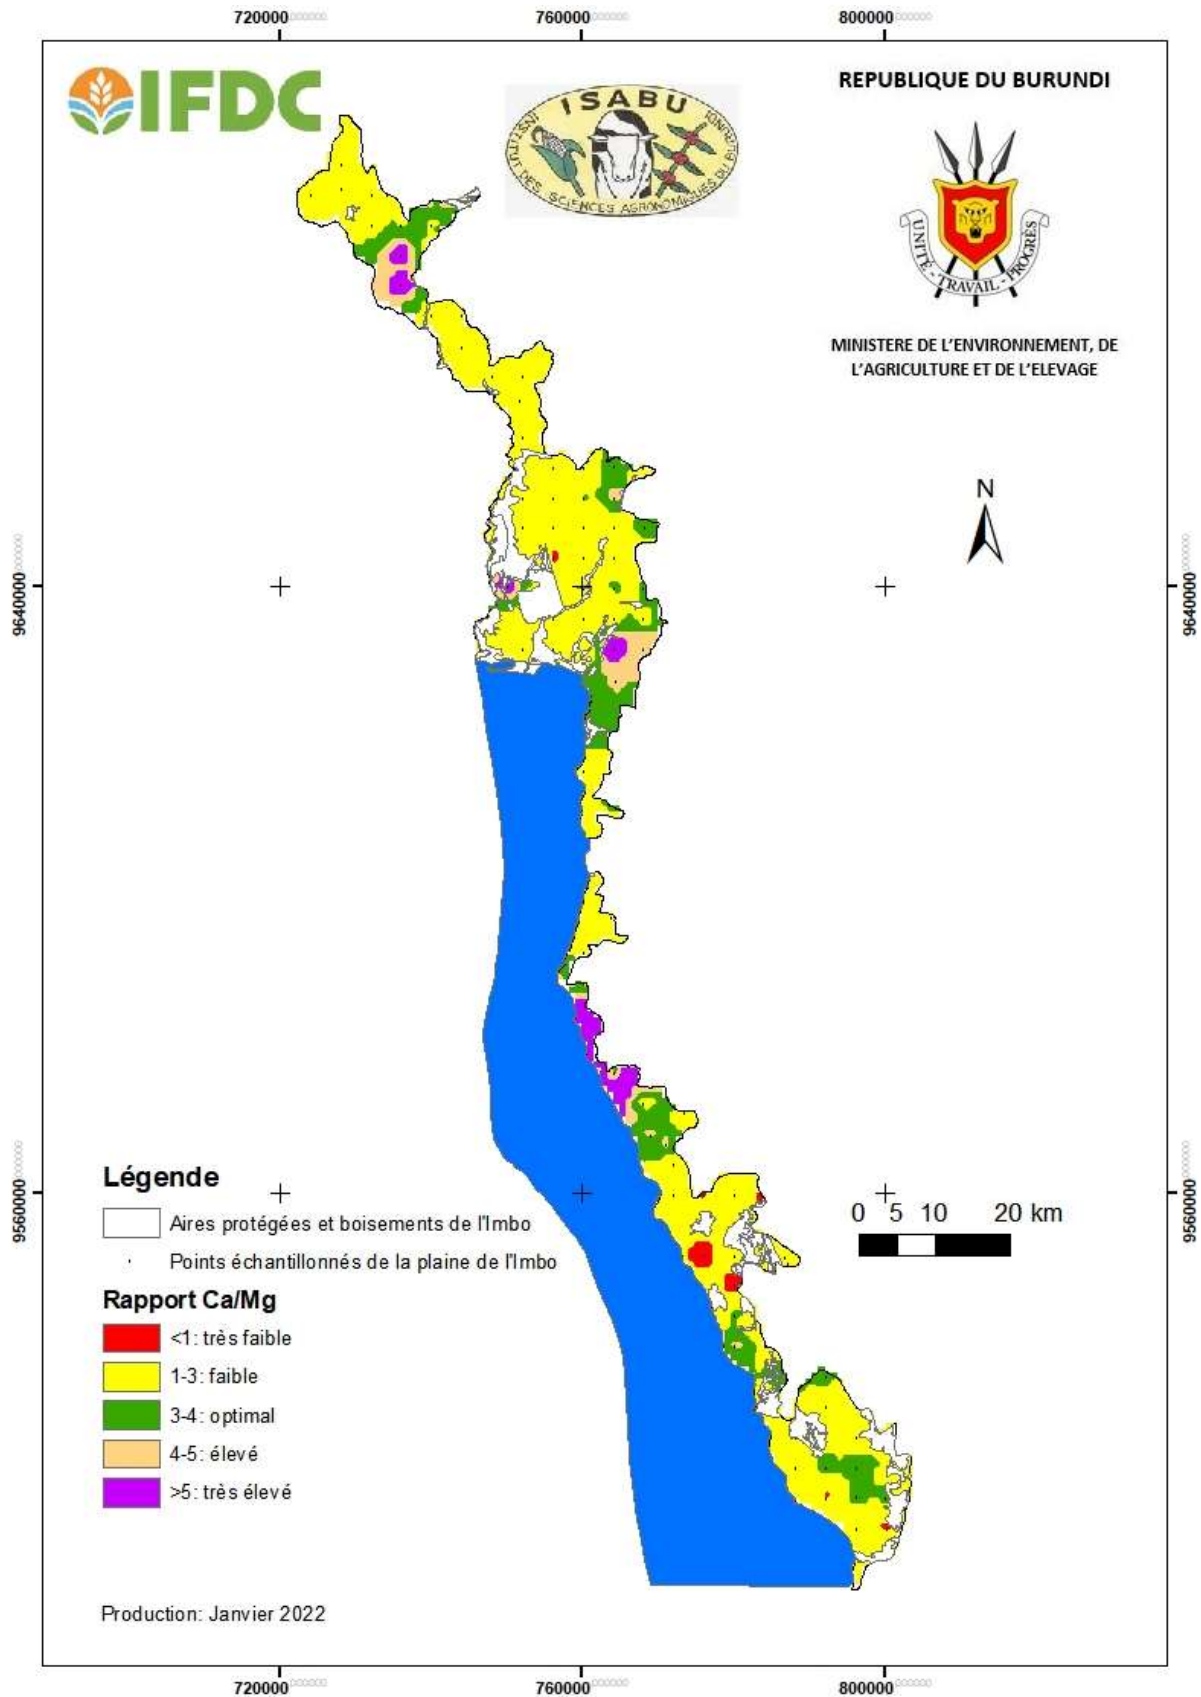 720000 760000 800000
IFDC
ISABU
INSTITUT DES SCIENCES AGRONOMIQUES DU BURUNDI
REPUBLIQUE DU BURUNDI
UNITÉ - TRAVAIL - PROGRÈS
MINISTERE DE L'ENVIRONNEMENT, DE
L'AGRICULTURE ET DE L'ELEVAGE
N
9640000 9640000
9560000 9560000
0 5 10 20 km
Légende
Aires protégées et boisements de l'Imbo
Points échantillonnés de la plaine de l'Imbo
Rapport Ca/Mg
<1: très faible
1-3: faible
3-4: optimal
4-5: élevé
>5: très élevé
Production: Janvier 2022
720000 760000 800000